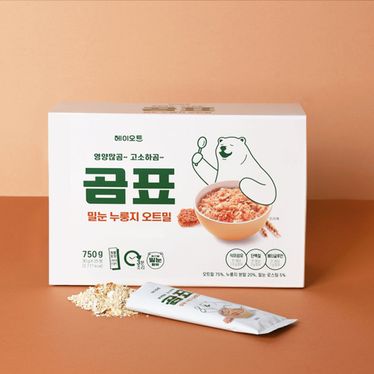 헤이오트
영양많곰~ 고소하곰~
곰표
밀눈 누룽지 오트밀
750g
오트밀 75%, 누룽지 분말 20%, 밀눈 로스팅 5%